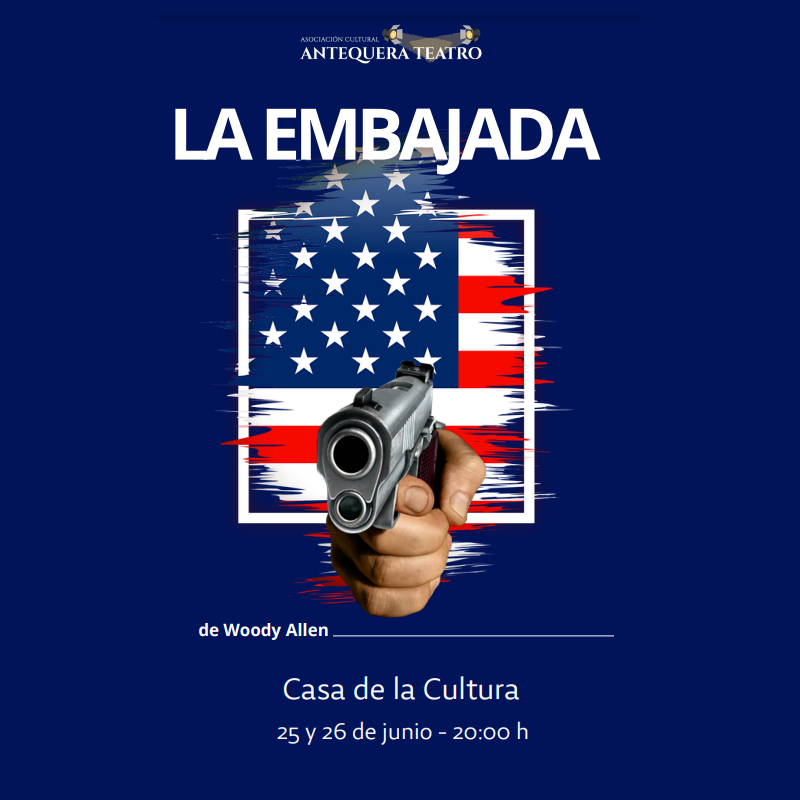 ASOCIACIÓN CULTURAL
ANTEQUERA TEATRO
LA EMBAJADA
de Woody Allen
Casa de la Cultura
25 y 26 de junio - 20:00 h